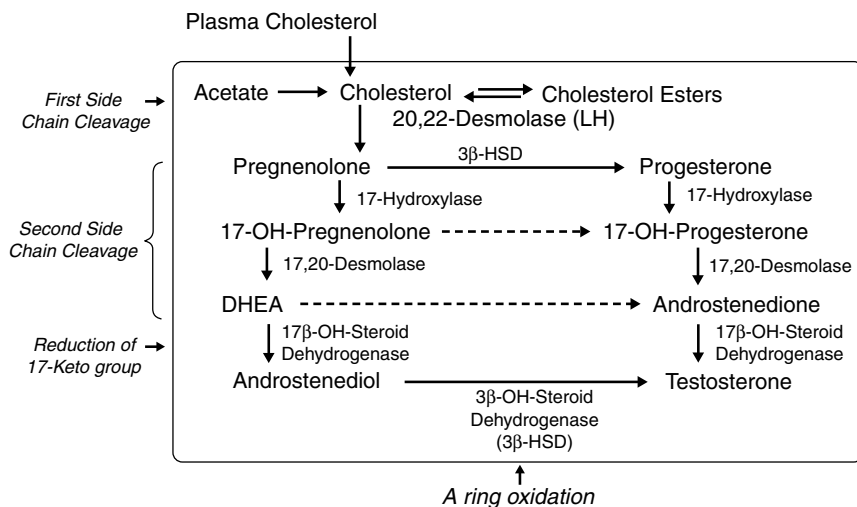 Plasma Cholesterol
First Side
Chain Cleavage
Acetate
Cholesterol
Cholesterol Esters
20,22-Desmolase (LH)
Pregnenolone
3β-HSD
Progesterone
17-Hydroxylase
17-Hydroxylase
Second Side
Chain Cleavage
17-OH-Pregnenolone
17-OH-Progesterone
17,20-Desmolase
17,20-Desmolase
DHEA
Androstenedione
Reduction of
17-Keto group
17β-OH-Steroid
Dehydrogenase
17β-OH-Steroid
Dehydrogenase
Androstenediol
Testosterone
3β-OH-Steroid
Dehydrogenase
(3β-HSD)
A ring oxidation